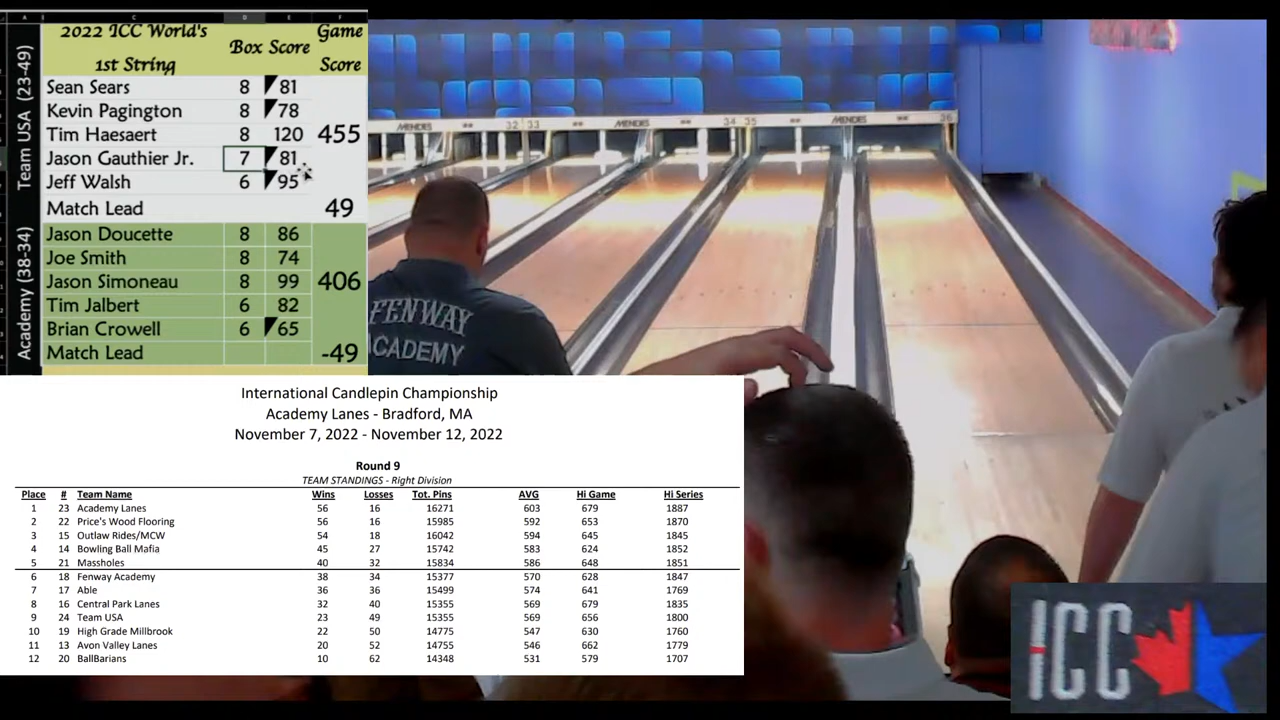 A C D E F
2022 ICC World's Game
Box Score
1st String Score
Team USA (23-49)
Sean Sears 8 81
Kevin Pagington 8 78
Tim Haesaert 8 120 455
Jason Gauthier Jr. 7 81
Jeff Walsh 6 95
Match Lead 49
Academy (38-34)
Jason Doucette 8 86
Joe Smith 8 74
Jason Simoneau 8 99 406
Tim Jalbert 6 82
Brian Crowell 6 65
Match Lead -49
MENDES 32 33 MENDES 34 35 MENDES 36
FENWAY
ACADEMY
International Candlepin Championship
Academy Lanes - Bradford, MA
November 7, 2022 - November 12, 2022
Round 9
TEAM STANDINGS - Right Division
Place # Team Name Wins Losses Tot. Pins AVG Hi Game Hi Series
1 23 Academy Lanes 56 16 16271 603 679 1887
2 22 Price's Wood Flooring 56 16 15985 592 653 1870
3 15 Outlaw Rides/MCW 54 18 16042 594 645 1845
4 14 Bowling Ball Mafia 45 27 15742 583 624 1852
5 21 Massholes 40 32 15834 586 648 1851
6 18 Fenway Academy 38 34 15377 570 628 1847
7 17 Able 36 36 15499 574 641 1769
8 16 Central Park Lanes 32 40 15355 569 679 1835
9 24 Team USA 23 49 15355 569 656 1800
10 19 High Grade Millbrook 22 50 14775 547 630 1760
11 13 Avon Valley Lanes 20 52 14755 546 662 1779
12 20 BallBarians 10 62 14348 531 579 1707
ICC